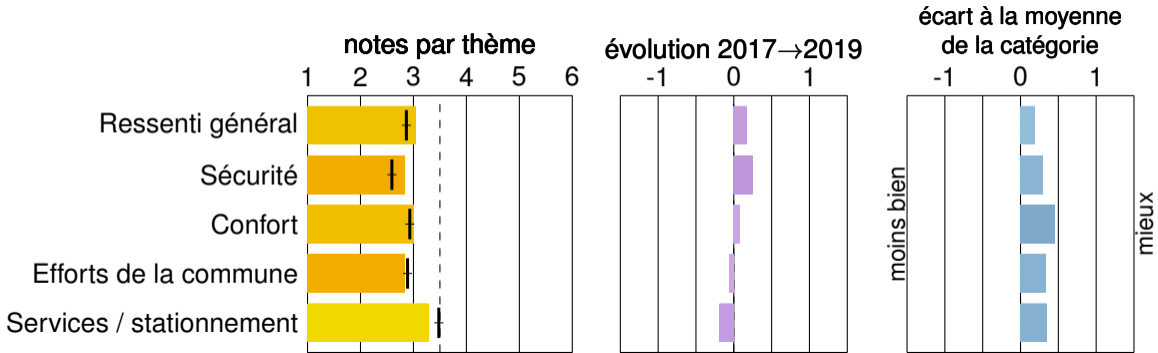 notes par thème
1 2 3 4 5 6
évolution 2017→2019
-1 0 1
écart à la moyenne
de la catégorie
-1 0 1
Ressenti général
Sécurité
Confort
Efforts de la commune
Services / stationnement
moins bien
mieux